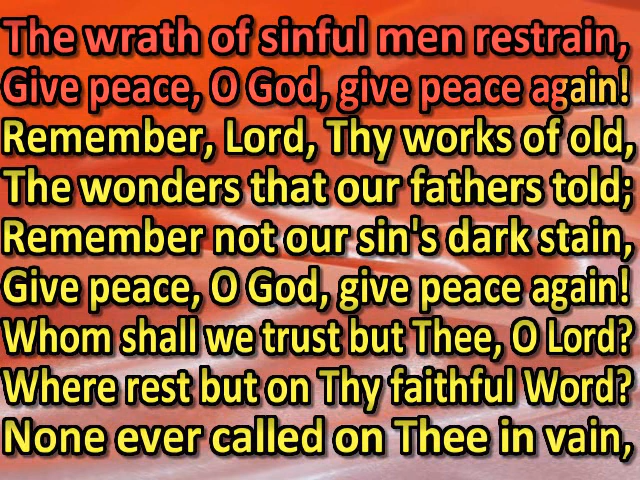 The wrath of sinful men restrain,
Give peace, O God, give peace again!
Remember, Lord, Thy works of old,
The wonders that our fathers told;
Remember not our sin's dark stain,
Give peace, O God, give peace again!
Whom shall we trust but Thee, O Lord?
Where rest but on Thy faithful Word?
None ever called on Thee in vain,